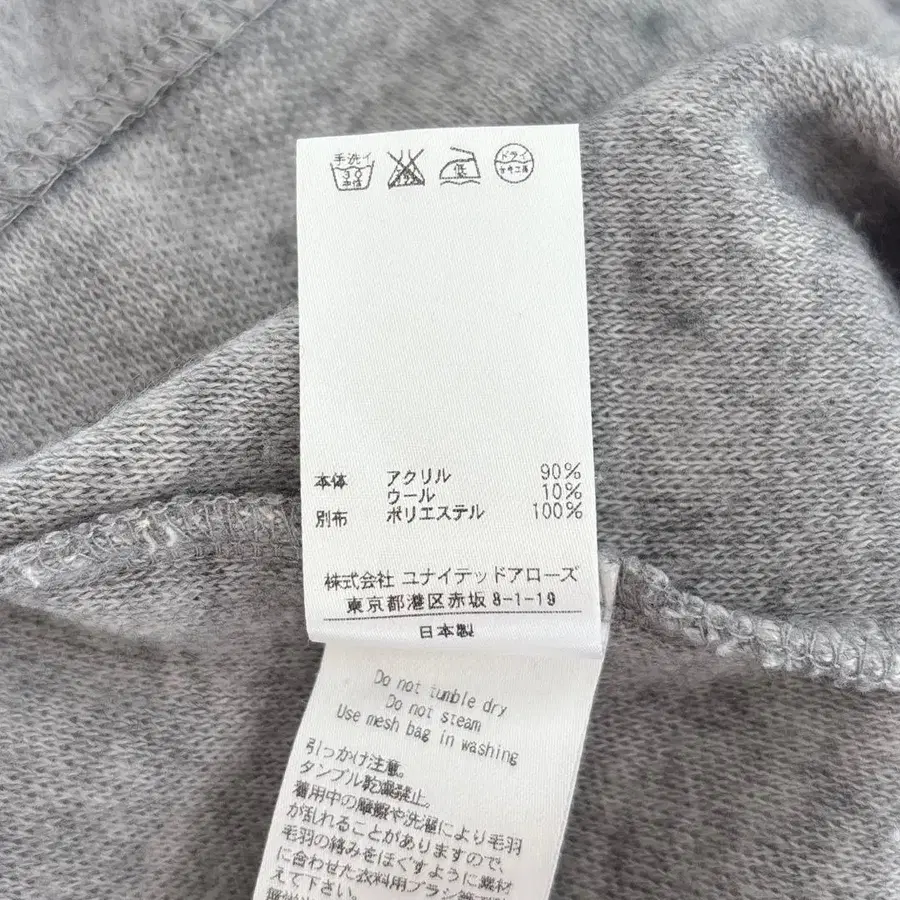 手洗イ 30 中性 低 ドライ
本体 アクリル 90%
ウール 10%
別布 ポリエステル 100%
株式会社 ユナイテッドアローズ
東京都港区赤坂 8-1-19
日本製
Do not tumble dry
Do not steam
Use mesh bag in washing
引っかけ注意。
タンブル乾燥禁止。
着用中の摩擦や洗濯により毛羽
が乱れることがありますので、
毛羽の絡みをほぐすように素材
に合わせた衣料用ブラシ等で
えて下さい。